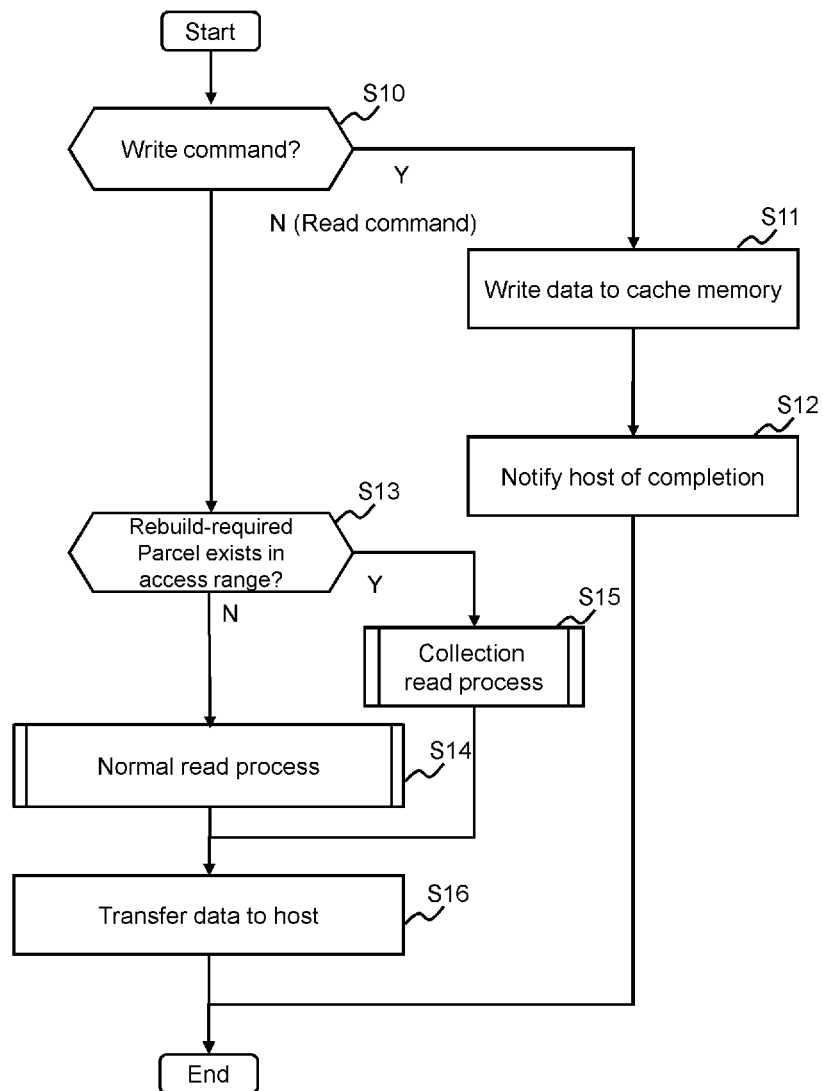 Start
S10
Write command?
Y
N (Read command)
S11
Write data to cache memory
S12
Notify host of completion
S13
Rebuild-required
Parcel exists in
access range?
Y
N
S15
Collection
read process
Normal read process
S14
Transfer data to host
S16
End